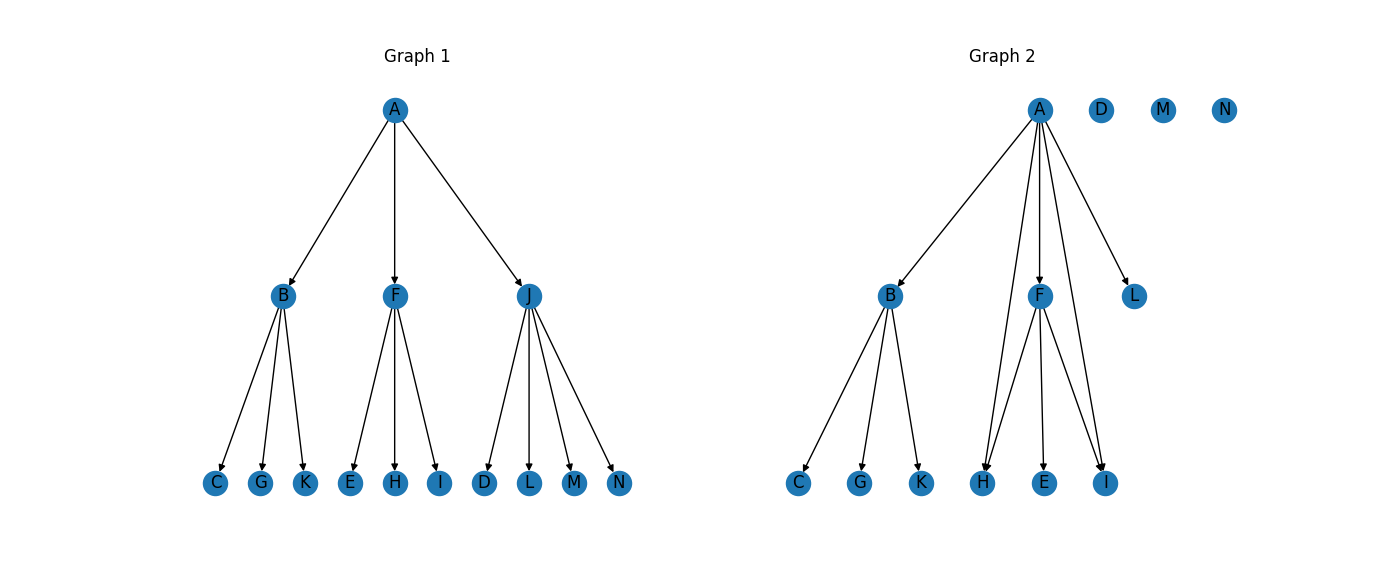 Graph 1
A
B F J
C G K E H I D L M N
Graph 2
A D M N
B F L
C G K H E I